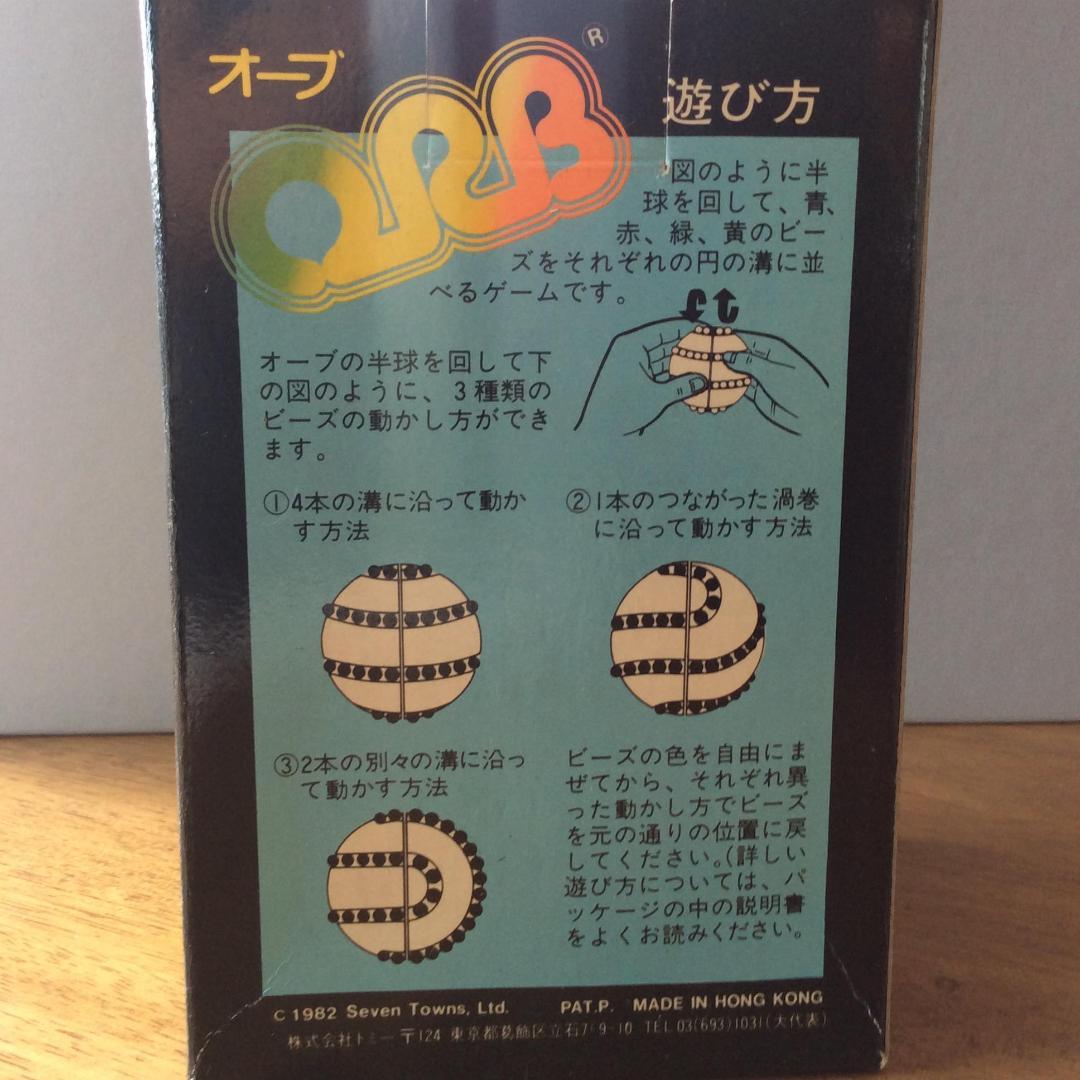 オーブ
ORB®
遊び方
図のように半
球を回して、青、
赤、緑、黄のビー
ズをそれぞれの円の溝に並
べるゲームです。
オーブの半球を回して下
の図のように、3種類の
ビーズの動かし方ができ
ます。
①4本の溝に沿って動か
す方法
②1本のつながった渦巻
に沿って動かす方法
③2本の別々の溝に沿っ
て動かす方法
ビーズの色を自由にま
ぜてから、それぞれ異
った動かし方でビーズ
を元の通りの位置に戻
してください。(詳しい
遊び方については、パ
ッケージの中の説明書
をよくお読みください。
C 1982 Seven Towns, Ltd. PAT.P. MADE IN HONG KONG
株式会社トミー 〒124 東京都葛飾区立石7-9-10 TEL 03(693)1031(大代表)